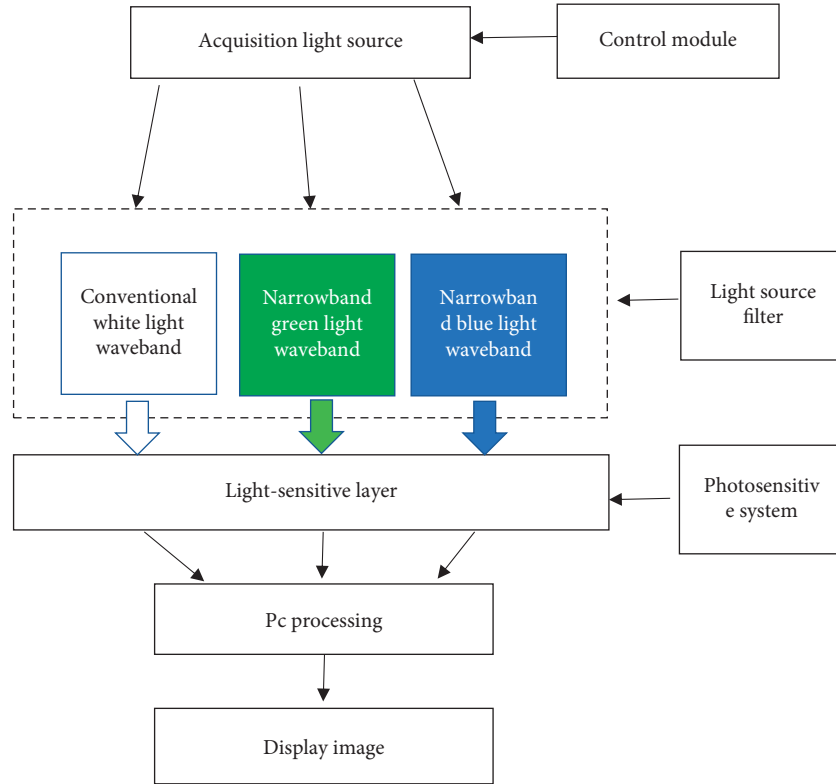 Acquisition light source
Control module
Conventional
white light
waveband
Narrowband
green light
waveband
Narrowban
d blue light
waveband
Light source
filter
Light-sensitive layer
Photosensitiv
e system
Pc processing
Display image